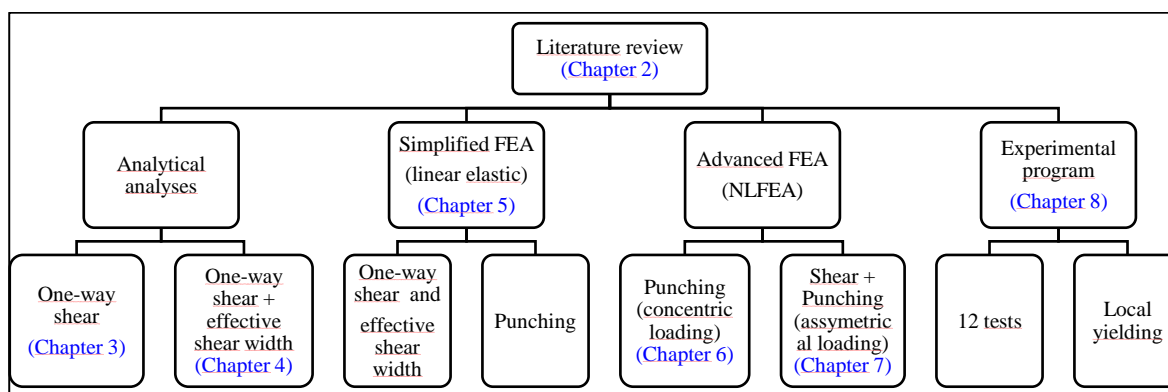 Literature review
(Chapter 2)
Analytical
analyses
Simplified FEA
(linear elastic)
(Chapter 5)
Advanced FEA
(NLFEA)
Experimental
program
(Chapter 8)
One-way
shear
(Chapter 3)
One-way
shear +
effective
shear width
(Chapter 4)
One-way
shear and
effective
shear
width
Punching
Punching
(concentric
loading)
(Chapter 6)
Shear +
Punching
(assymetric
al loading)
(Chapter 7)
12 tests
Local
yielding